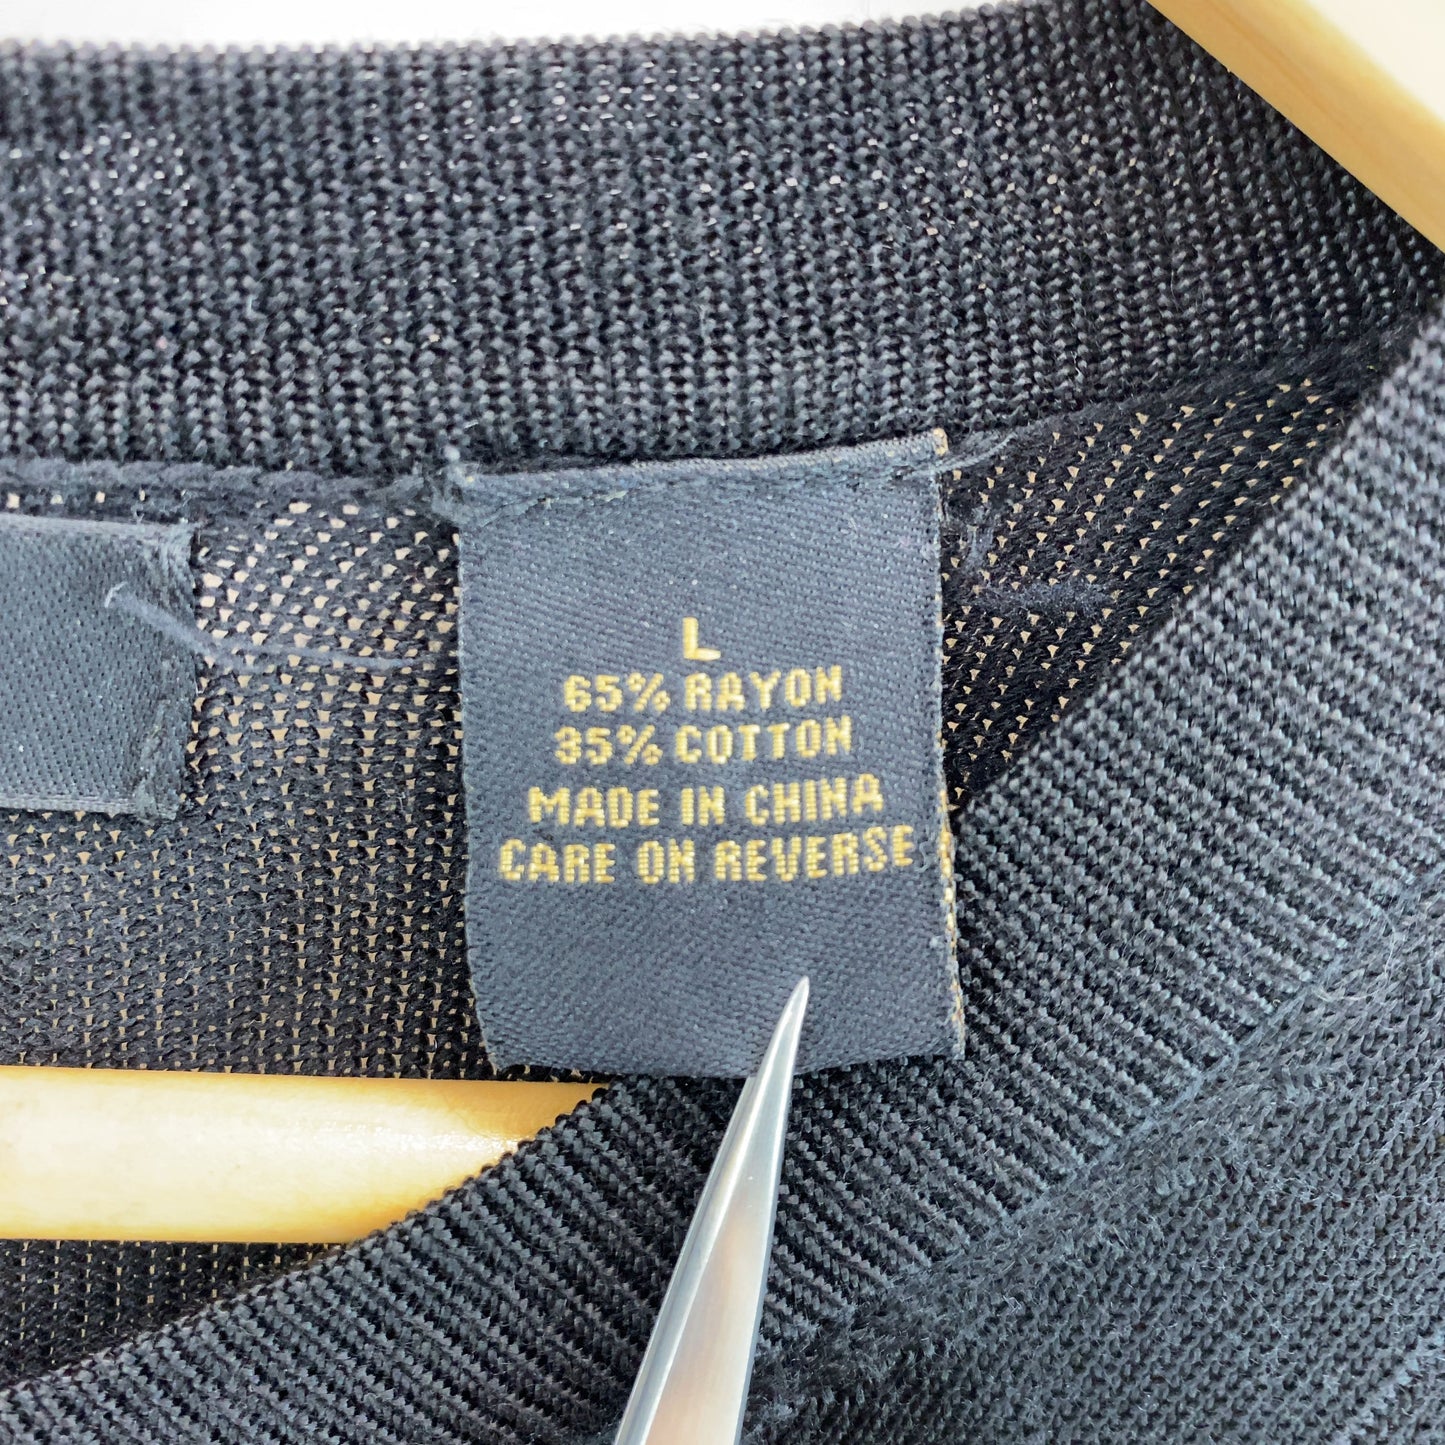 L
65% RAYON
35% COTTON
MADE IN CHINA
CARE ON REVERSE